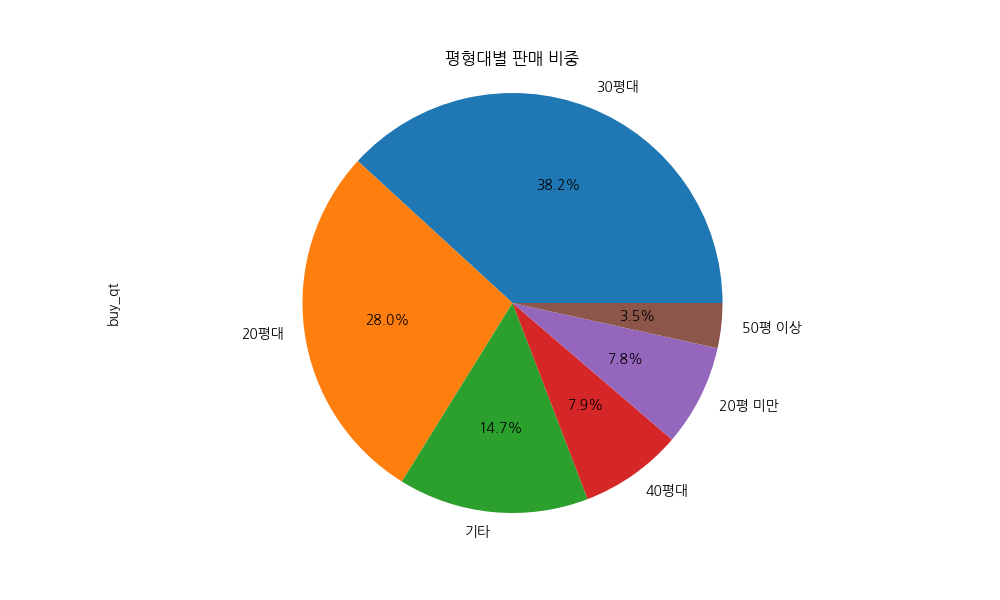 평형대별 판매 비중
30평대
38.2%
28.0%
20평대
buy_qt
3.5%
50평 이상
7.8%
20평 미만
7.9%
40평대
14.7%
기타